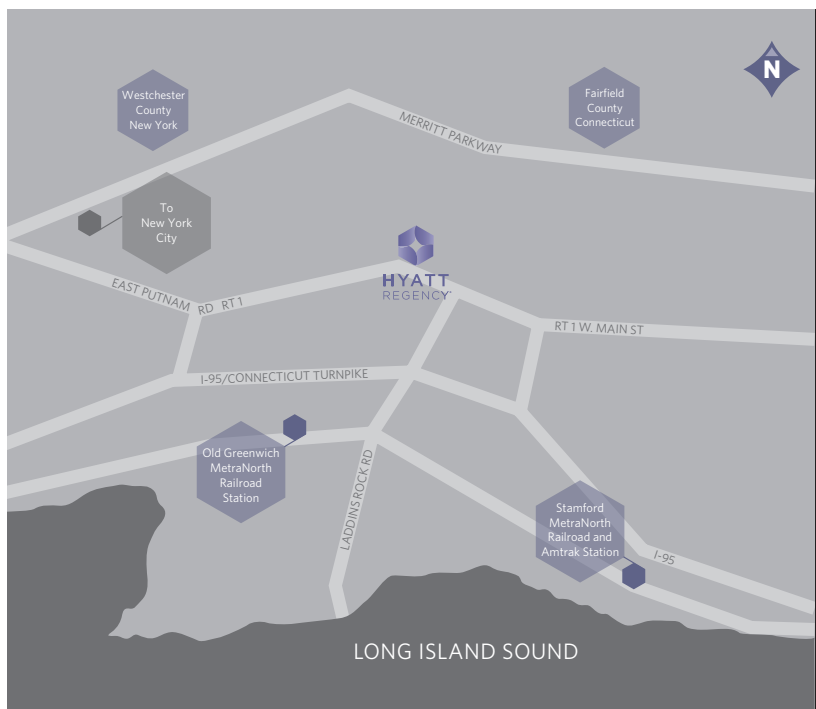 N
Westchester
County
New York
Fairfield
County
Connecticut
MERRITT PARKWAY
To
New York
City
HYATT
REGENCY
EAST PUTNAM RD RT 1
RT 1 W. MAIN ST
I-95/CONNECTICUT TURNPIKE
Old Greenwich
MetraNorth
Railroad
Station
LADDINS ROCK RD
Stamford
MetraNorth
Railroad and
Amtrak Station
I-95
LONG ISLAND SOUND